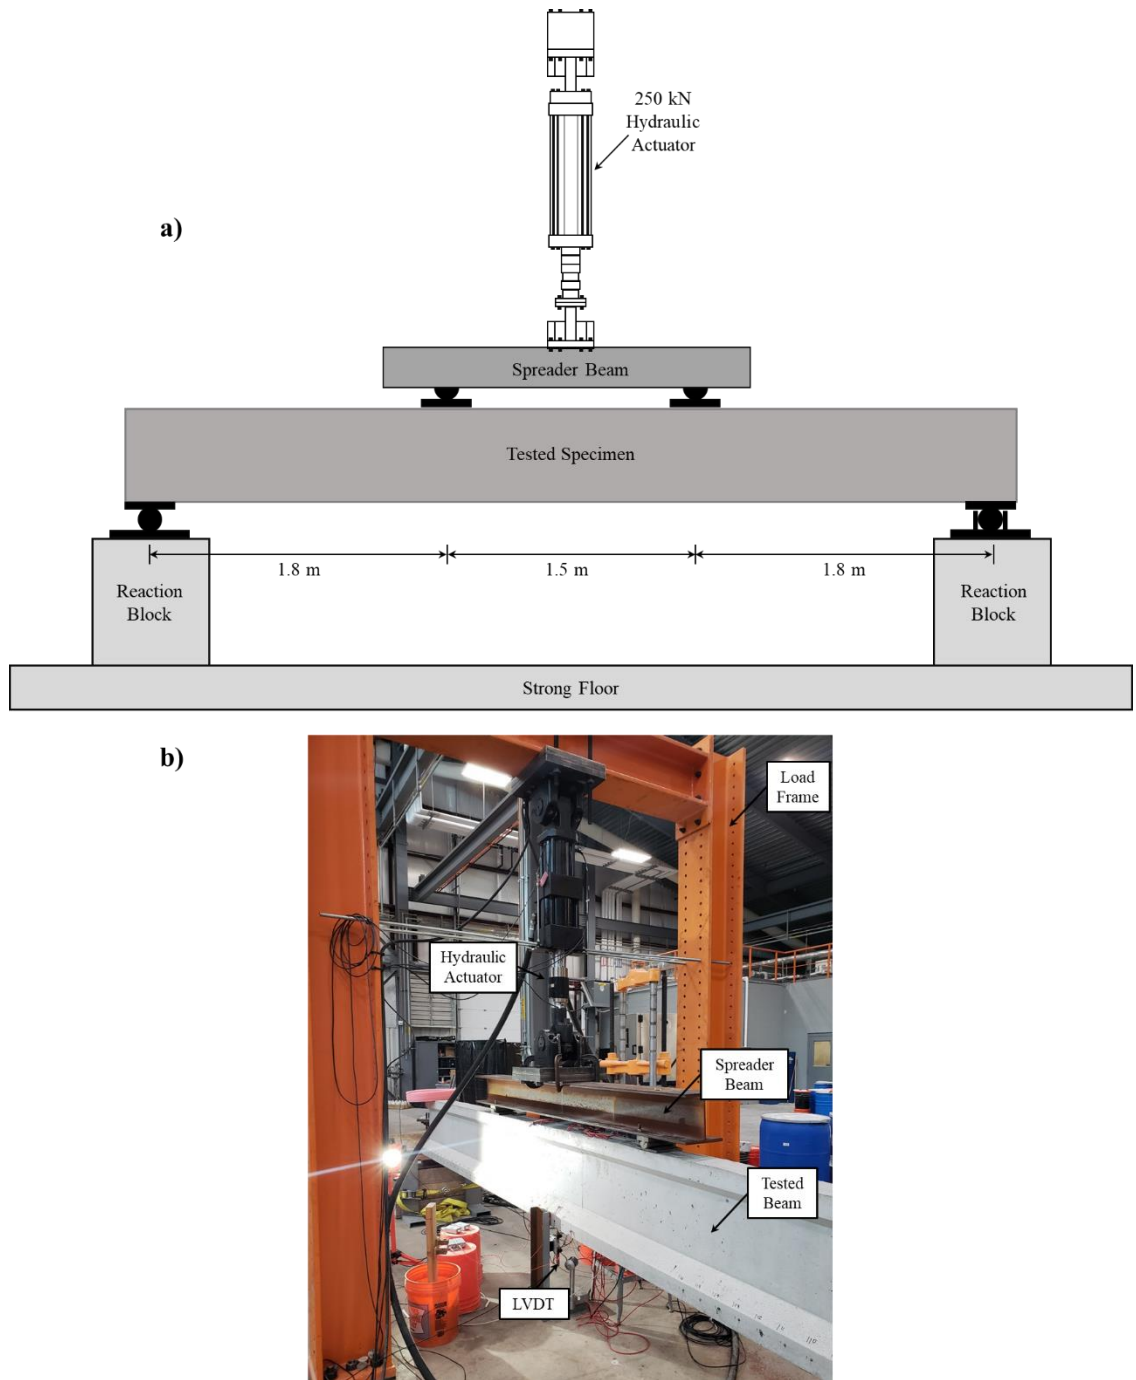 250 kN
Hydraulic
Actuator
a)
Spreader Beam
Tested Specimen
1.8 m
1.5 m
1.8 m
Reaction
Block
Reaction
Block
Strong Floor
b)
Load
Frame
Hydraulic
Actuator
Spreader
Beam
Tested
Beam
LVDT